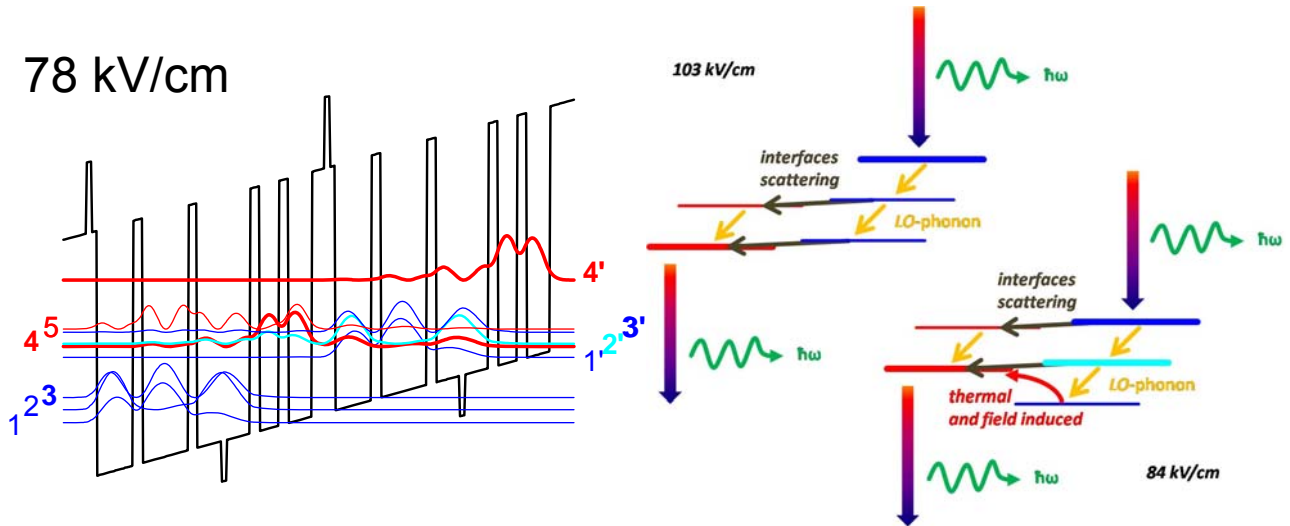 78 kV/cm
4'
5
4
3'
2'
1'
3
2
1
103 kV/cm
ħω
interfaces
scattering
LO-phonon
ħω
ħω
interfaces
scattering
LO-phonon
thermal
and field induced
ħω
84 kV/cm